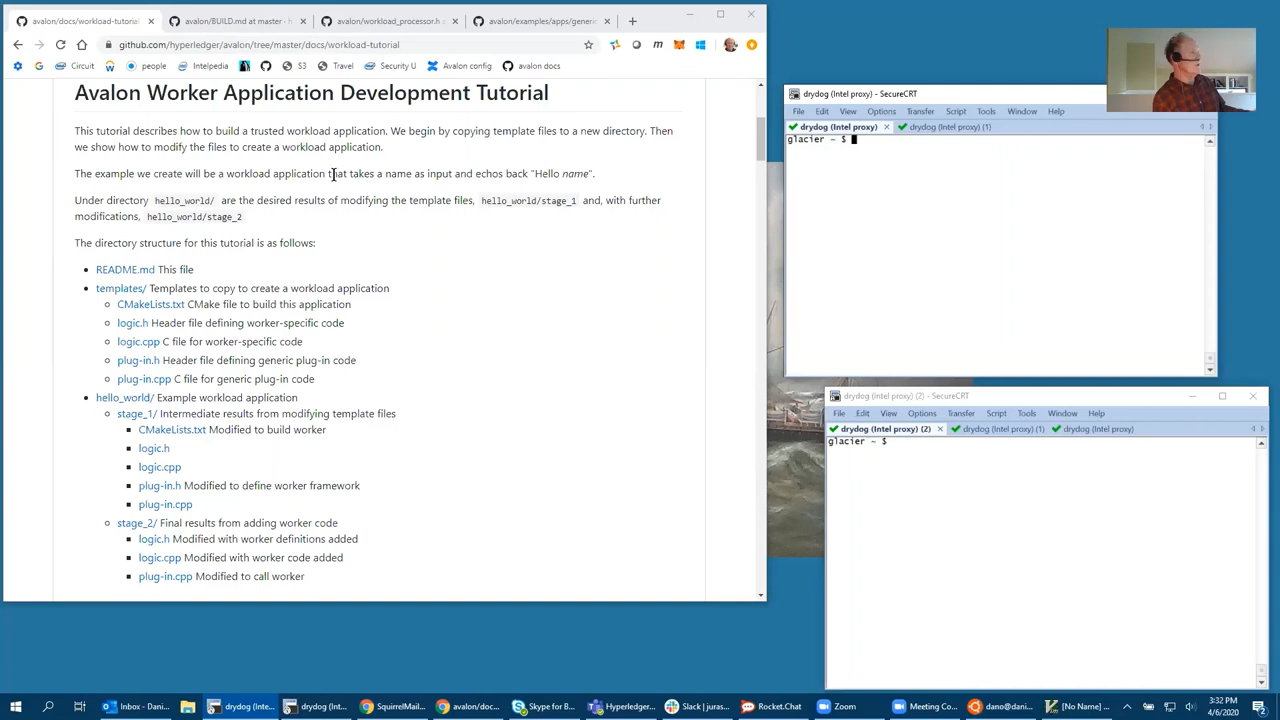 avalon/docs/workload-tutorial
avalon/BUILD.md at master · h
avalon/workload_processor.h a
avalon/examples/apps/generic
github.com/hyperledger/avalon/tree/master/docs/workload-tutorial
Circuit
people
Intelpedia
S3
Travel
Security U
Avalon config
avalon docs
Avalon Worker Application Development Tutorial
This tutorial describes how to build a trusted workload application. We begin by copying template files to a new directory. Then
we show how to modify the files to create a workload application.
The example we create will be a workload application that takes a name as input and echos back "Hello name".
Under directory hello_world/ are the desired results of modifying the template files, hello_world/stage_1 and, with further
modifications, hello_world/stage_2
The directory structure for this tutorial is as follows:
README.md This file
templates/ Templates to copy to create a workload application
CMakeLists.txt CMake file to build this application
logic.h Header file defining worker-specific code
logic.cpp C file for worker-specific code
plug-in.h Header file defining generic plug-in code
plug-in.cpp C file for generic plug-in code
hello_world/ Example workload application
stage_1/ Intermediate results from modifying template files
CMakeLists.txt Modified to build worker
logic.h
logic.cpp
plug-in.h Modified to define worker framework
plug-in.cpp
stage_2/ Final results from adding worker code
logic.h Modified with worker definitions added
logic.cpp Modified with worker code added
plug-in.cpp Modified to call worker
drydog (Intel proxy) - SecureCRT
File Edit View Options Transfer Script Tools Window Help
drydog (Intel proxy) drydog (Intel proxy) (1)
glacier ~ $
drydog (Intel proxy) (2) - SecureCRT
File Edit View Options Transfer Script Tools Window Help
drydog (Intel proxy) (2) drydog (Intel proxy) (1) drydog (Intel proxy)
glacier ~ $
Inbox - Dani...
drydog (Inte...
drydog (Int...
SquirrelMail...
avalon/doc...
Skype for B...
Hyperledger...
Slack | juras...
Rocket.Chat
Zoom
Meeting Co...
dano@dani...
[No Name] ...
3:32 PM
4/6/2020